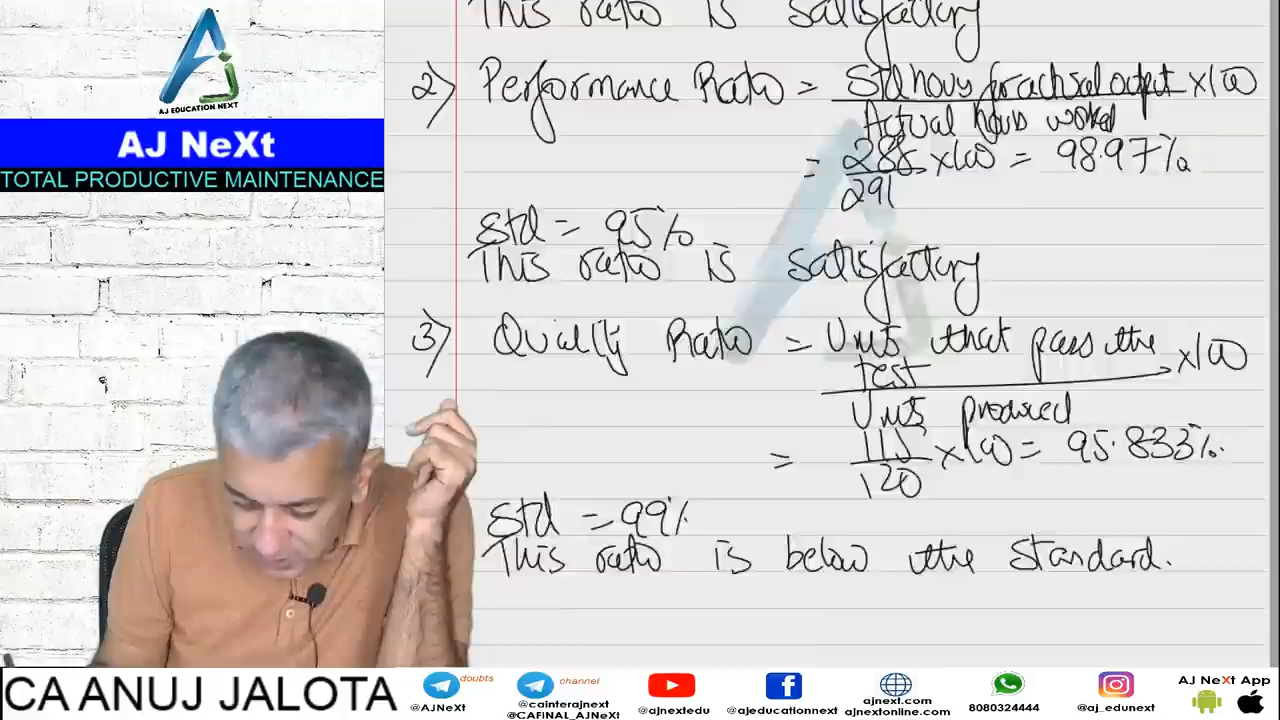 This ratio is satisfactory
2) Performance Ratio = Std hours for actual output x100
Actual hours worked
= 288 x100 = 98.97%
291
Std = 95%
This ratio is satisfactory
3) Quality Ratio = Units that pass the
test x100
Units produced
= 115 x100 = 95.833%.
120
Std = 99%
This ratio is below the standard.
AJ EDUCATION NEXT
AJ NeXt
TOTAL PRODUCTIVE MAINTENANCE
CA ANUJ JALOTA
doubts
@AJNeXt
channel
@cainterajnext
@CAFINAL_AJNeXt
@ajnextedu
@ajeducationnext
ajnext.com
ajnextonline.com
8080324444
@aj_edunext
AJ NeXt App